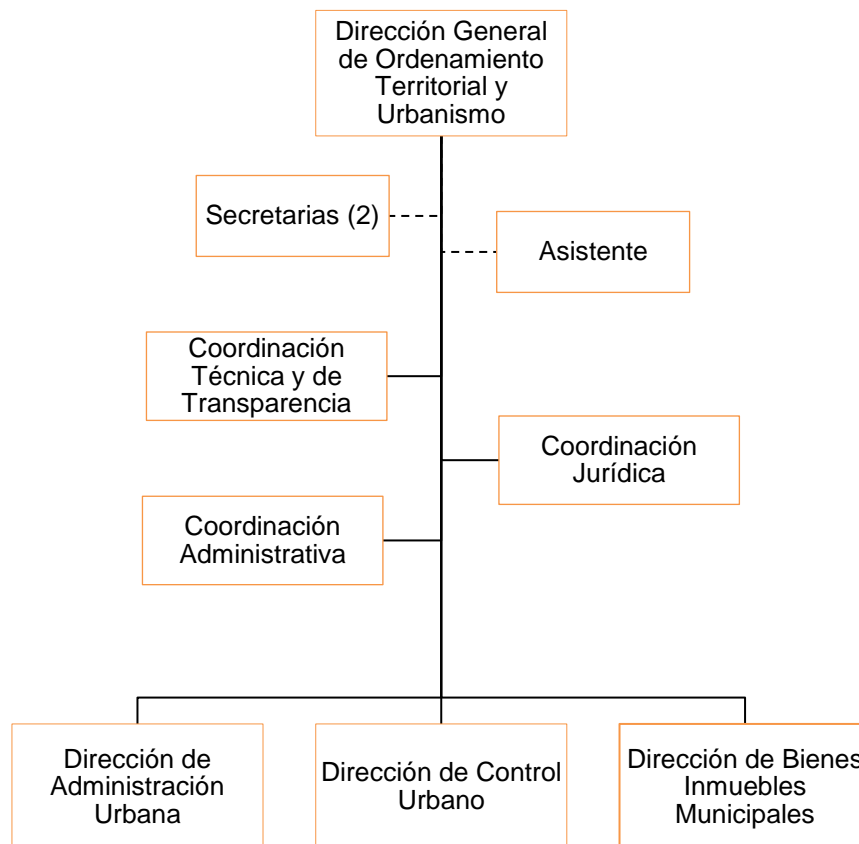 Dirección General
de Ordenamiento
Territorial y
Urbanismo
Secretarias (2)
Asistente
Coordinación
Técnica y de
Transparencia
Coordinación
Jurídica
Coordinación
Administrativa
Dirección de
Administración
Urbana
Dirección de Control
Urbano
Dirección de Bienes
Inmuebles
Municipales